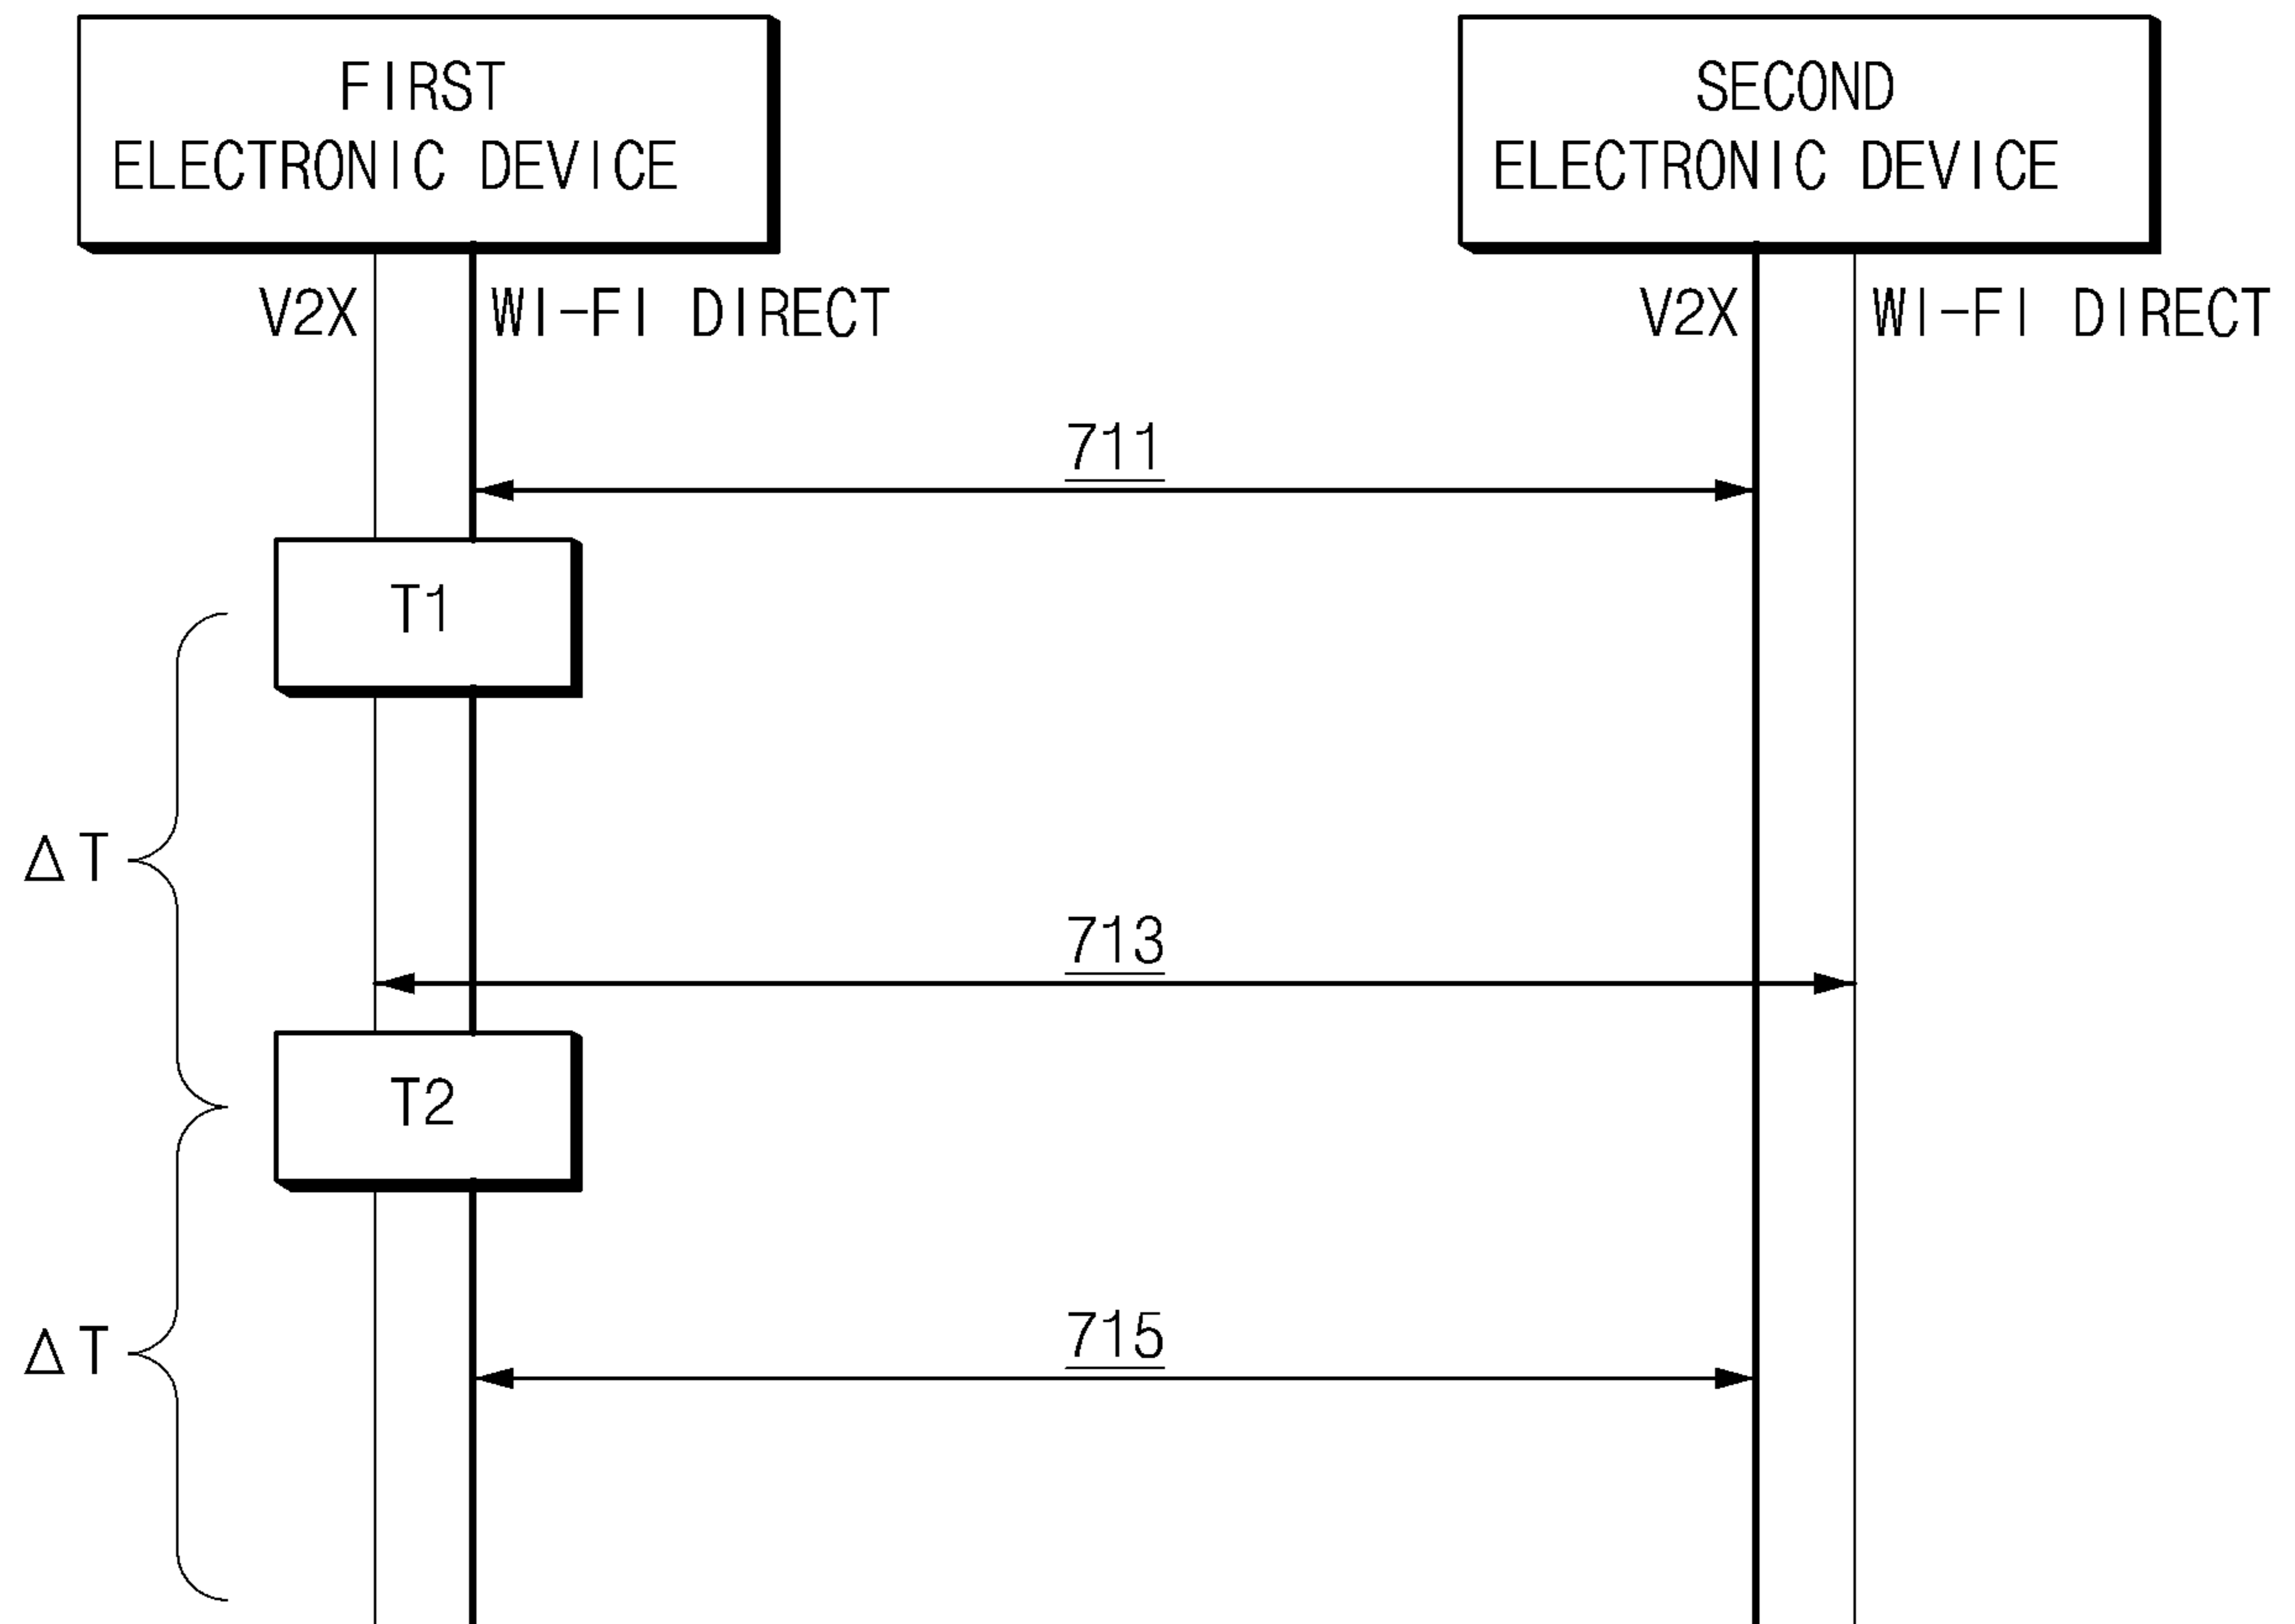 FIRST
ELECTRONIC DEVICE
SECOND
ELECTRONIC DEVICE
V2X
WI-FI DIRECT
V2X
WI-FI DIRECT
711
T1
ΔT
713
T2
715
ΔT